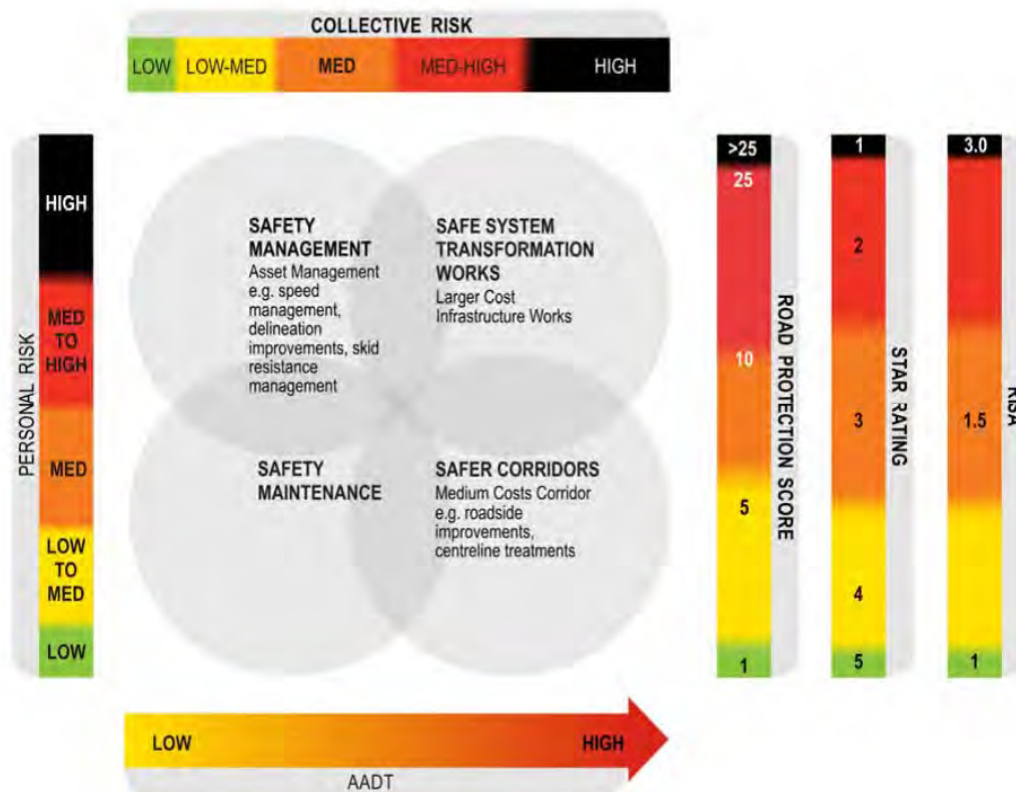 COLLECTIVE RISK
LOW LOW-MED MED MED-HIGH HIGH
PERSONAL RISK
HIGH
MED
TO
HIGH
MED
LOW
TO
MED
LOW
SAFETY
MANAGEMENT
Asset Management
e.g. speed
management,
delineation
improvements, skid
resistance
management
SAFE SYSTEM
TRANSFORMATION
WORKS
Larger Cost
Infrastructure Works
SAFETY
MAINTENANCE
SAFER CORRIDORS
Medium Costs Corridor
e.g. roadside
improvements,
centreline treatments
>25
25
10
5
1
ROAD PROTECTION SCORE
1
2
3
4
5
STAR RATING
3.0
1.5
1
RISA
LOW HIGH
AADT